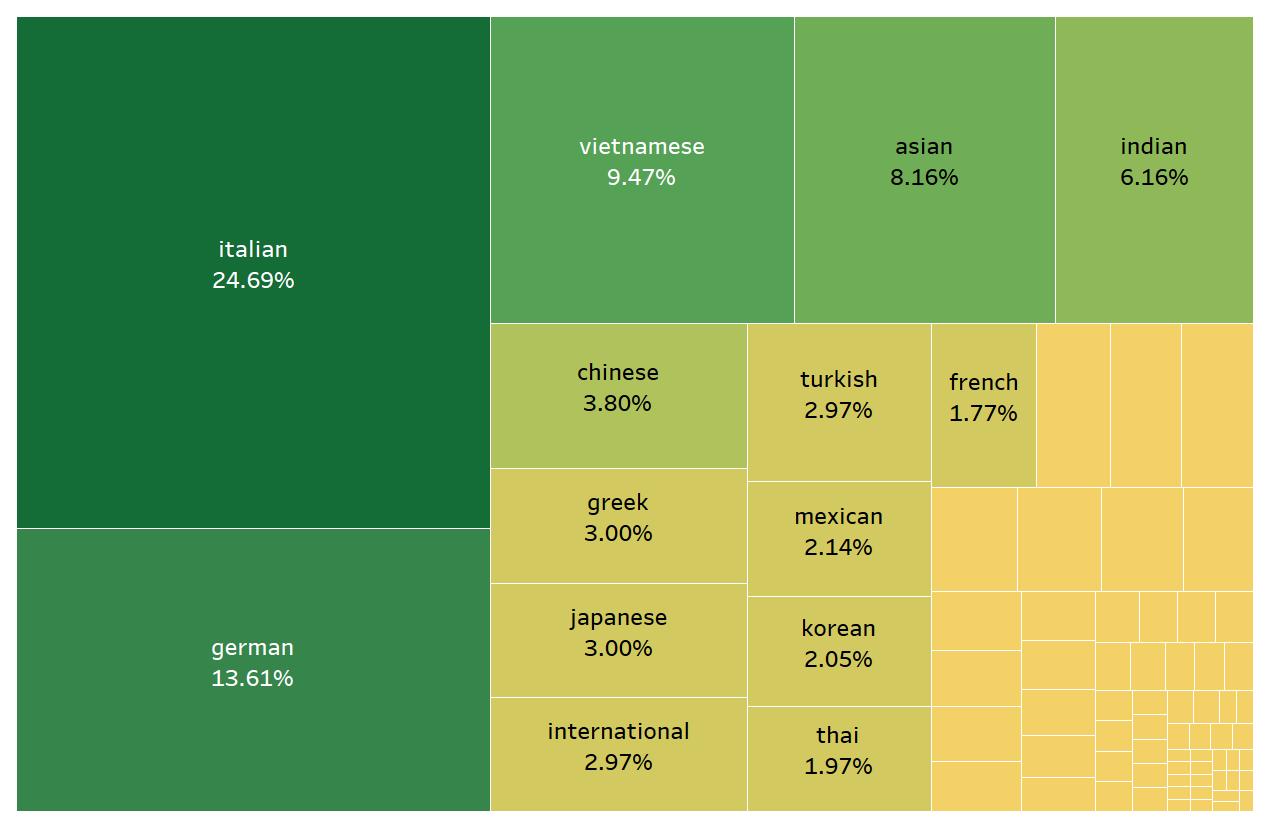 italian
24.69%
german
13.61%
vietnamese
9.47%
asian
8.16%
indian
6.16%
chinese
3.80%
greek
3.00%
japanese
3.00%
international
2.97%
turkish
2.97%
mexican
2.14%
korean
2.05%
thai
1.97%
french
1.77%